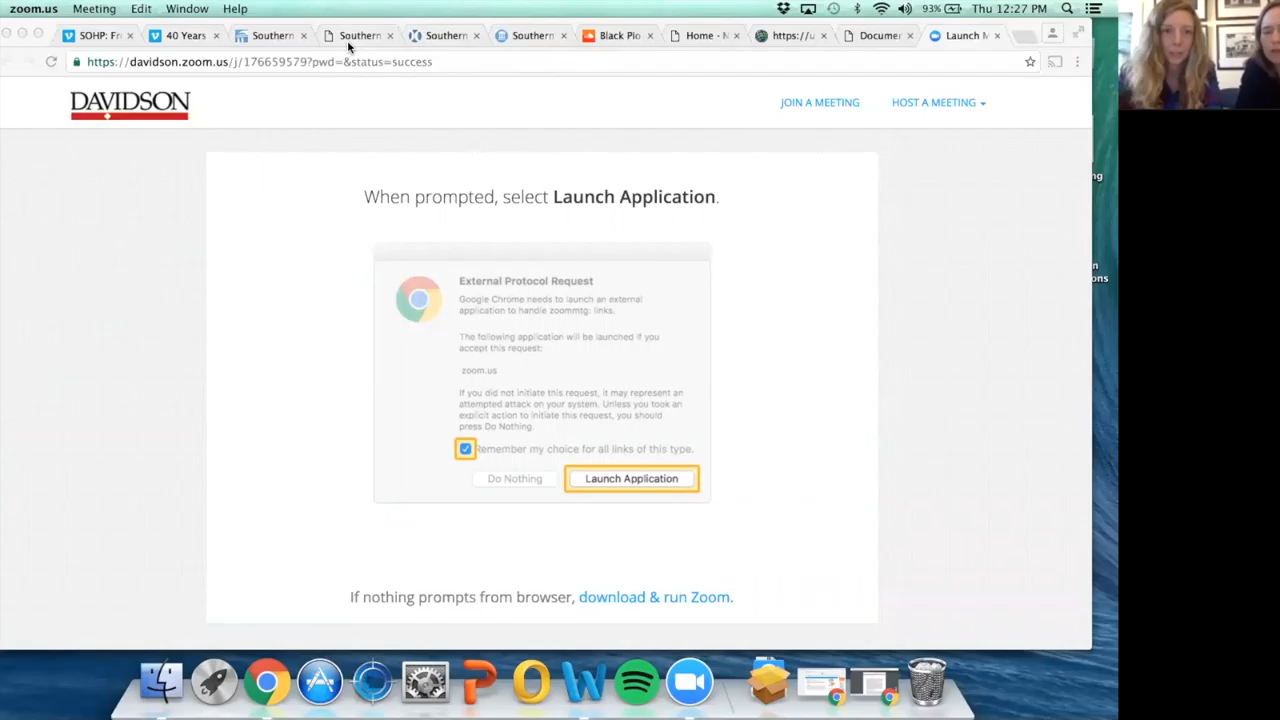 zoom.us Meeting Edit Window Help 93% Thu 12:27 PM
SOHP: Fr 40 Years Southern Southern Southern Southern Black Pio Home - N https://u Documen Launch M
https://davidson.zoom.us/j/176659579?pwd=&status=success
DAVIDSON JOIN A MEETING HOST A MEETING
When prompted, select Launch Application.
External Protocol Request
Google Chrome needs to launch an external
application to handle zoommtg: links.
The following application will be launched if you
accept this request:
zoom.us
If you did not initiate this request, it may represent an
attempted attack on your system. Unless you took an
explicit action to initiate this request, you should
press Do Nothing.
Remember my choice for all links of this type.
Do Nothing Launch Application
If nothing prompts from browser, download & run Zoom.